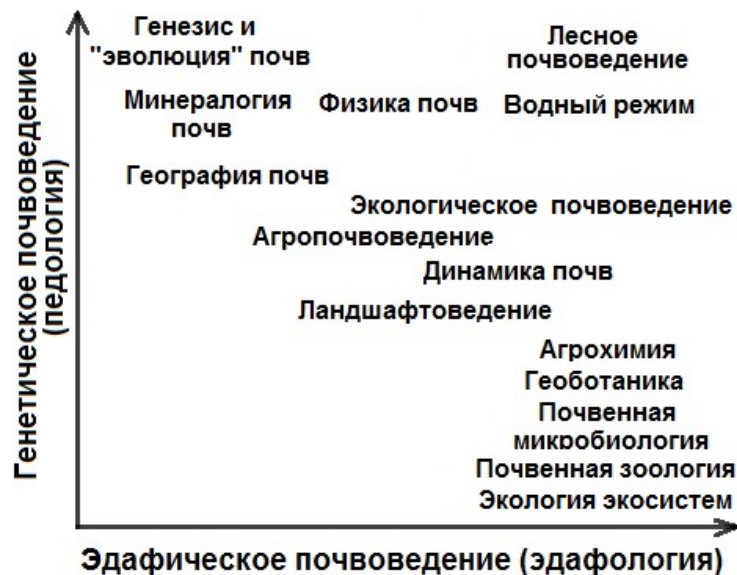 Генезис и
"эволюция" почв
Лесное
почвоведение
Минералогия
почв
Физика почв
Водный режим
География почв
Экологическое почвоведение
Агропочвоведение
Динамика почв
Ландшафтоведение
Агрохимия
Геоботаника
Почвенная
микробиология
Почвенная зоология
Экология экосистем
Генетическое почвоведение
(педология)
Эдафическое почвоведение (эдафология)